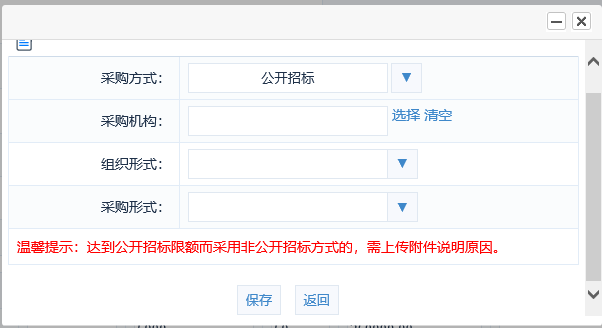 采购方式： 公开招标
采购机构： 选择 清空
组织形式：
采购形式：
温馨提示：达到公开招标限额而采用非公开招标方式的，需上传附件说明原因。
保存 返回